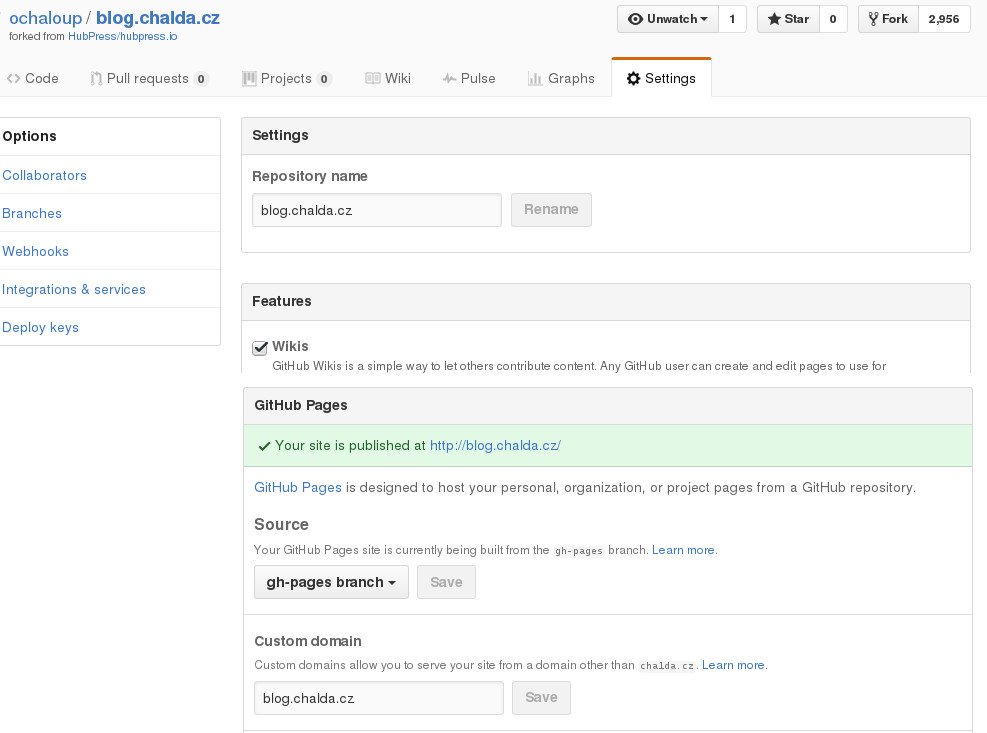 ochaloup / blog.chalda.cz
Unwatch 1 Star 0 Fork 2,956
forked from HubPress/hubpress.io
Code Pull requests 0 Projects 0 Wiki Pulse Graphs Settings
Options
Collaborators
Branches
Webhooks
Integrations & services
Deploy keys
Settings
Repository name
blog.chalda.cz Rename
Features
Wikis
GitHub Wikis is a simple way to let others contribute content. Any GitHub user can create and edit pages to use for
GitHub Pages
Your site is published at http://blog.chalda.cz/
GitHub Pages is designed to host your personal, organization, or project pages from a GitHub repository.
Source
Your GitHub Pages site is currently being built from the gh-pages branch. Learn more.
gh-pages branch Save
Custom domain
Custom domains allow you to serve your site from a domain other than chalda.cz. Learn more.
blog.chalda.cz Save